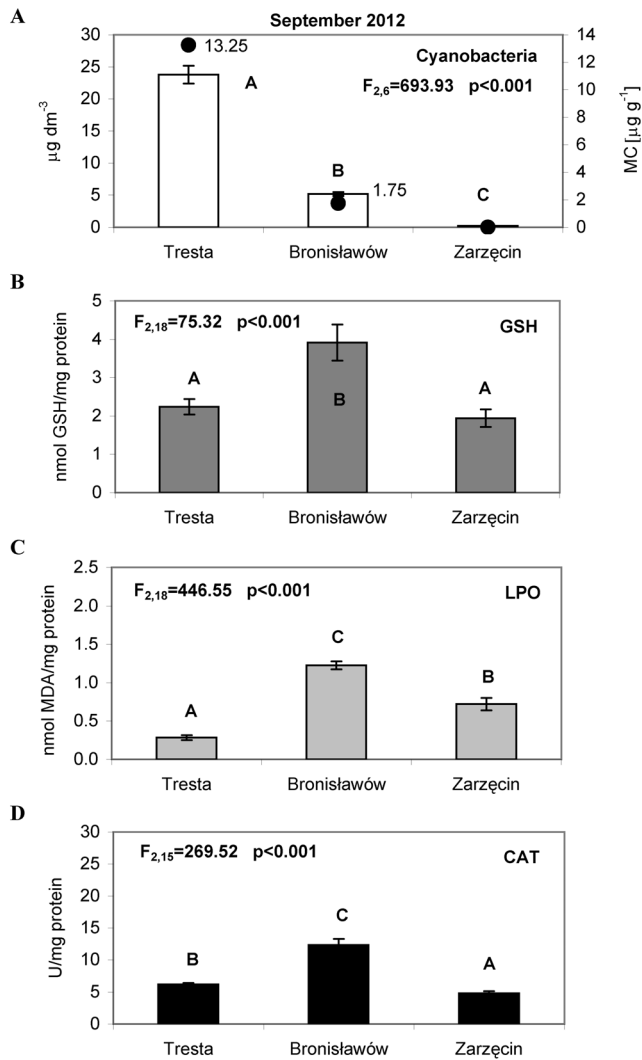 A
September 2012
30
25
20
15
10
5
0
µg dm-3
13.25
A
Cyanobacteria
F2,6=693.93 p<0.001
B
1.75
C
14
12
10
8
6
4
2
0
MC [µg g-1]
Tresta Bronisławów Zarzęcin
B
5
4
3
2
1
0
nmol GSH/mg protein
F2,18=75.32 p<0.001
GSH
A
B
A
Tresta Bronisławów Zarzęcin
C
2.5
2.0
1.5
1.0
0.5
0.0
nmol MDA/mg protein
F2,18=446.55 p<0.001
LPO
A
C
B
Tresta Bronisławów Zarzęcin
D
30
25
20
15
10
5
0
U/mg protein
F2,15=269.52 p<0.001
CAT
B
C
A
Tresta Bronisławów Zarzęcin